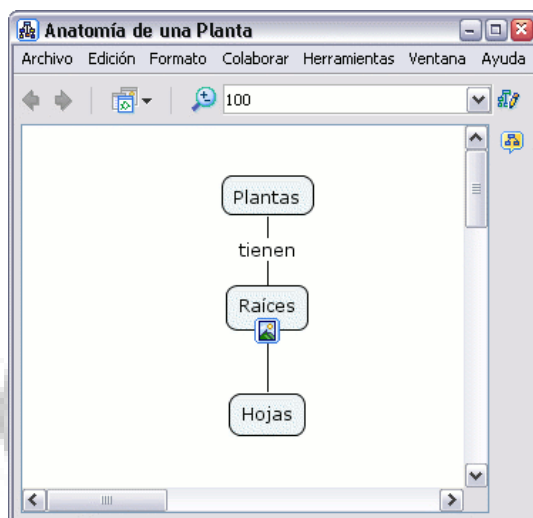 Anatomía de una Planta
Archivo Edición Formato Colaborar Herramientas Ventana Ayuda
100
Plantas
tienen
Raíces
Hojas